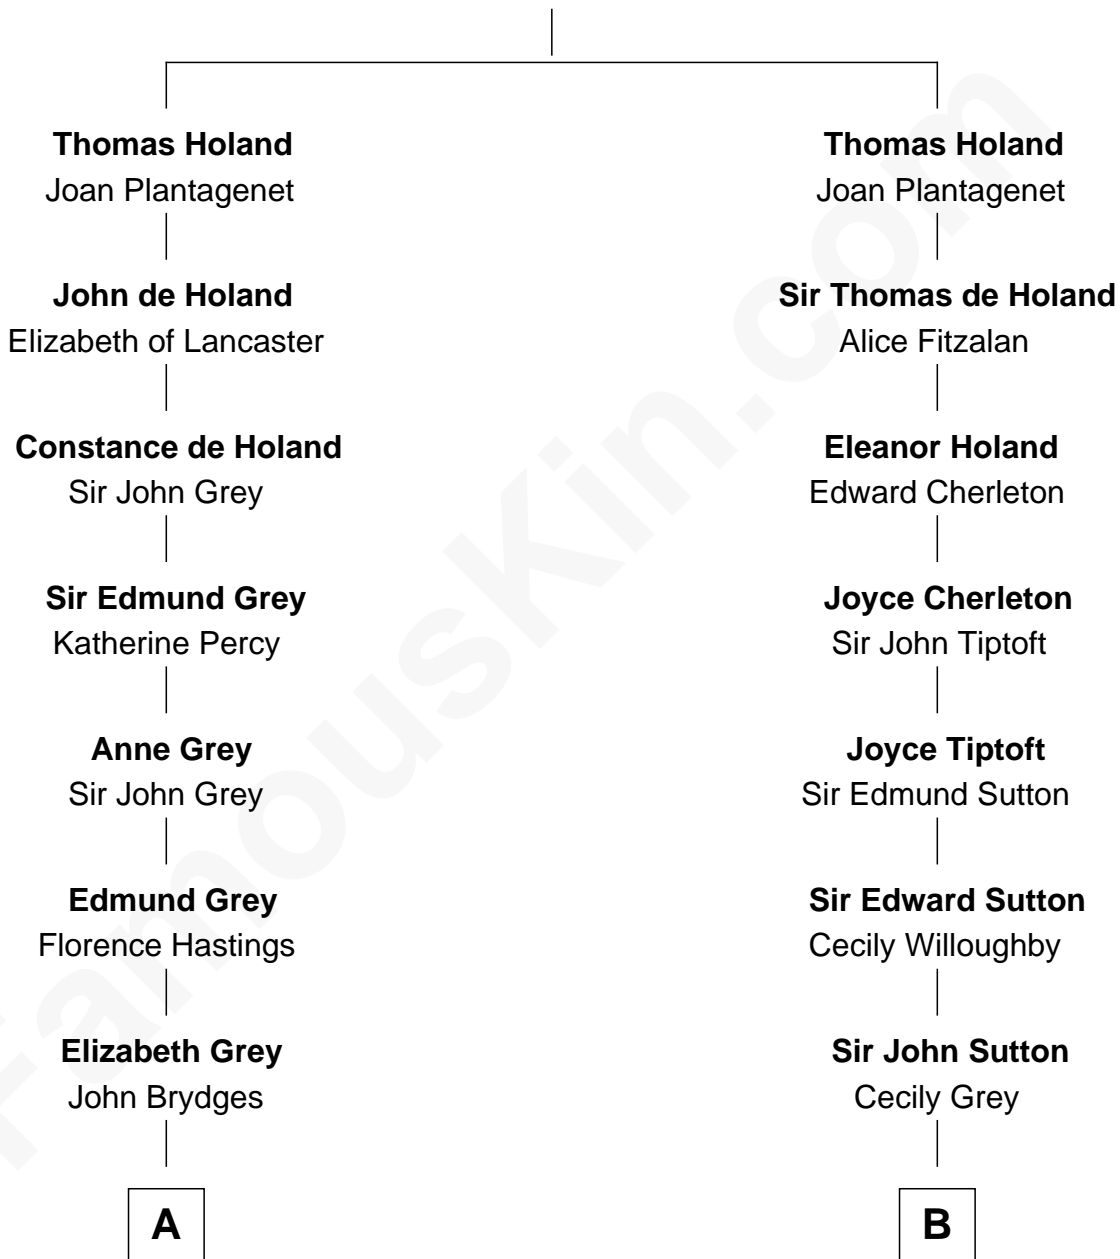 Thomas Holand
Joan Plantagenet
John de Holand
Elizabeth of Lancaster
Constance de Holand
Sir John Grey
Sir Edmund Grey
Katherine Percy
Anne Grey
Sir John Grey
Edmund Grey
Florence Hastings
Elizabeth Grey
John Brydges
A
Thomas Holand
Joan Plantagenet
Sir Thomas de Holand
Alice Fitzalan
Eleanor Holand
Edward Cherleton
Joyce Cherleton
Sir John Tiptoft
Joyce Tiptoft
Sir Edmund Sutton
Sir Edward Sutton
Cecily Willoughby
Sir John Sutton
Cecily Grey
B
FamousKin.com